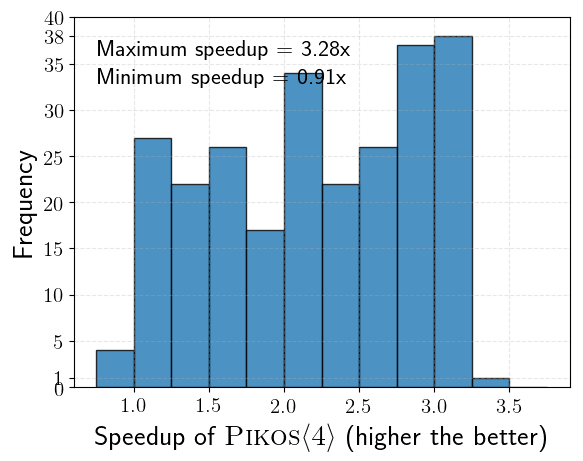 Maximum speedup = 3.28x
Minimum speedup = 0.91x
Frequency
40
38
35
30
25
20
15
10
5
1
0
1.0 1.5 2.0 2.5 3.0 3.5
Speedup of PIKOS⟨4⟩ (higher the better)